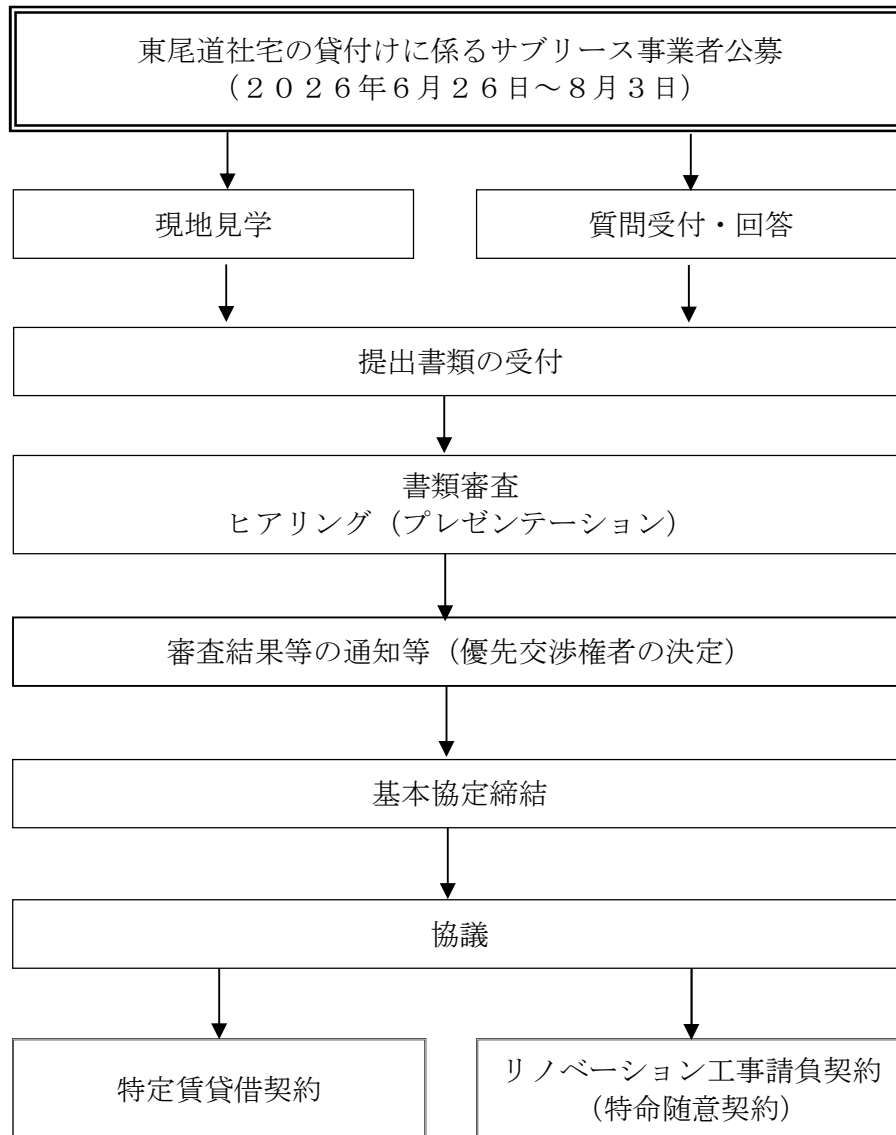 東尾道社宅の貸付けに係るサブリース事業者公募
（２０２６年６月２６日～８月３日）
現地見学
質問受付・回答
提出書類の受付
書類審査
ヒアリング（プレゼンテーション）
審査結果等の通知等（優先交渉権者の決定）
基本協定締結
協議
特定賃貸借契約
リノベーション工事請負契約
（特命随意契約）